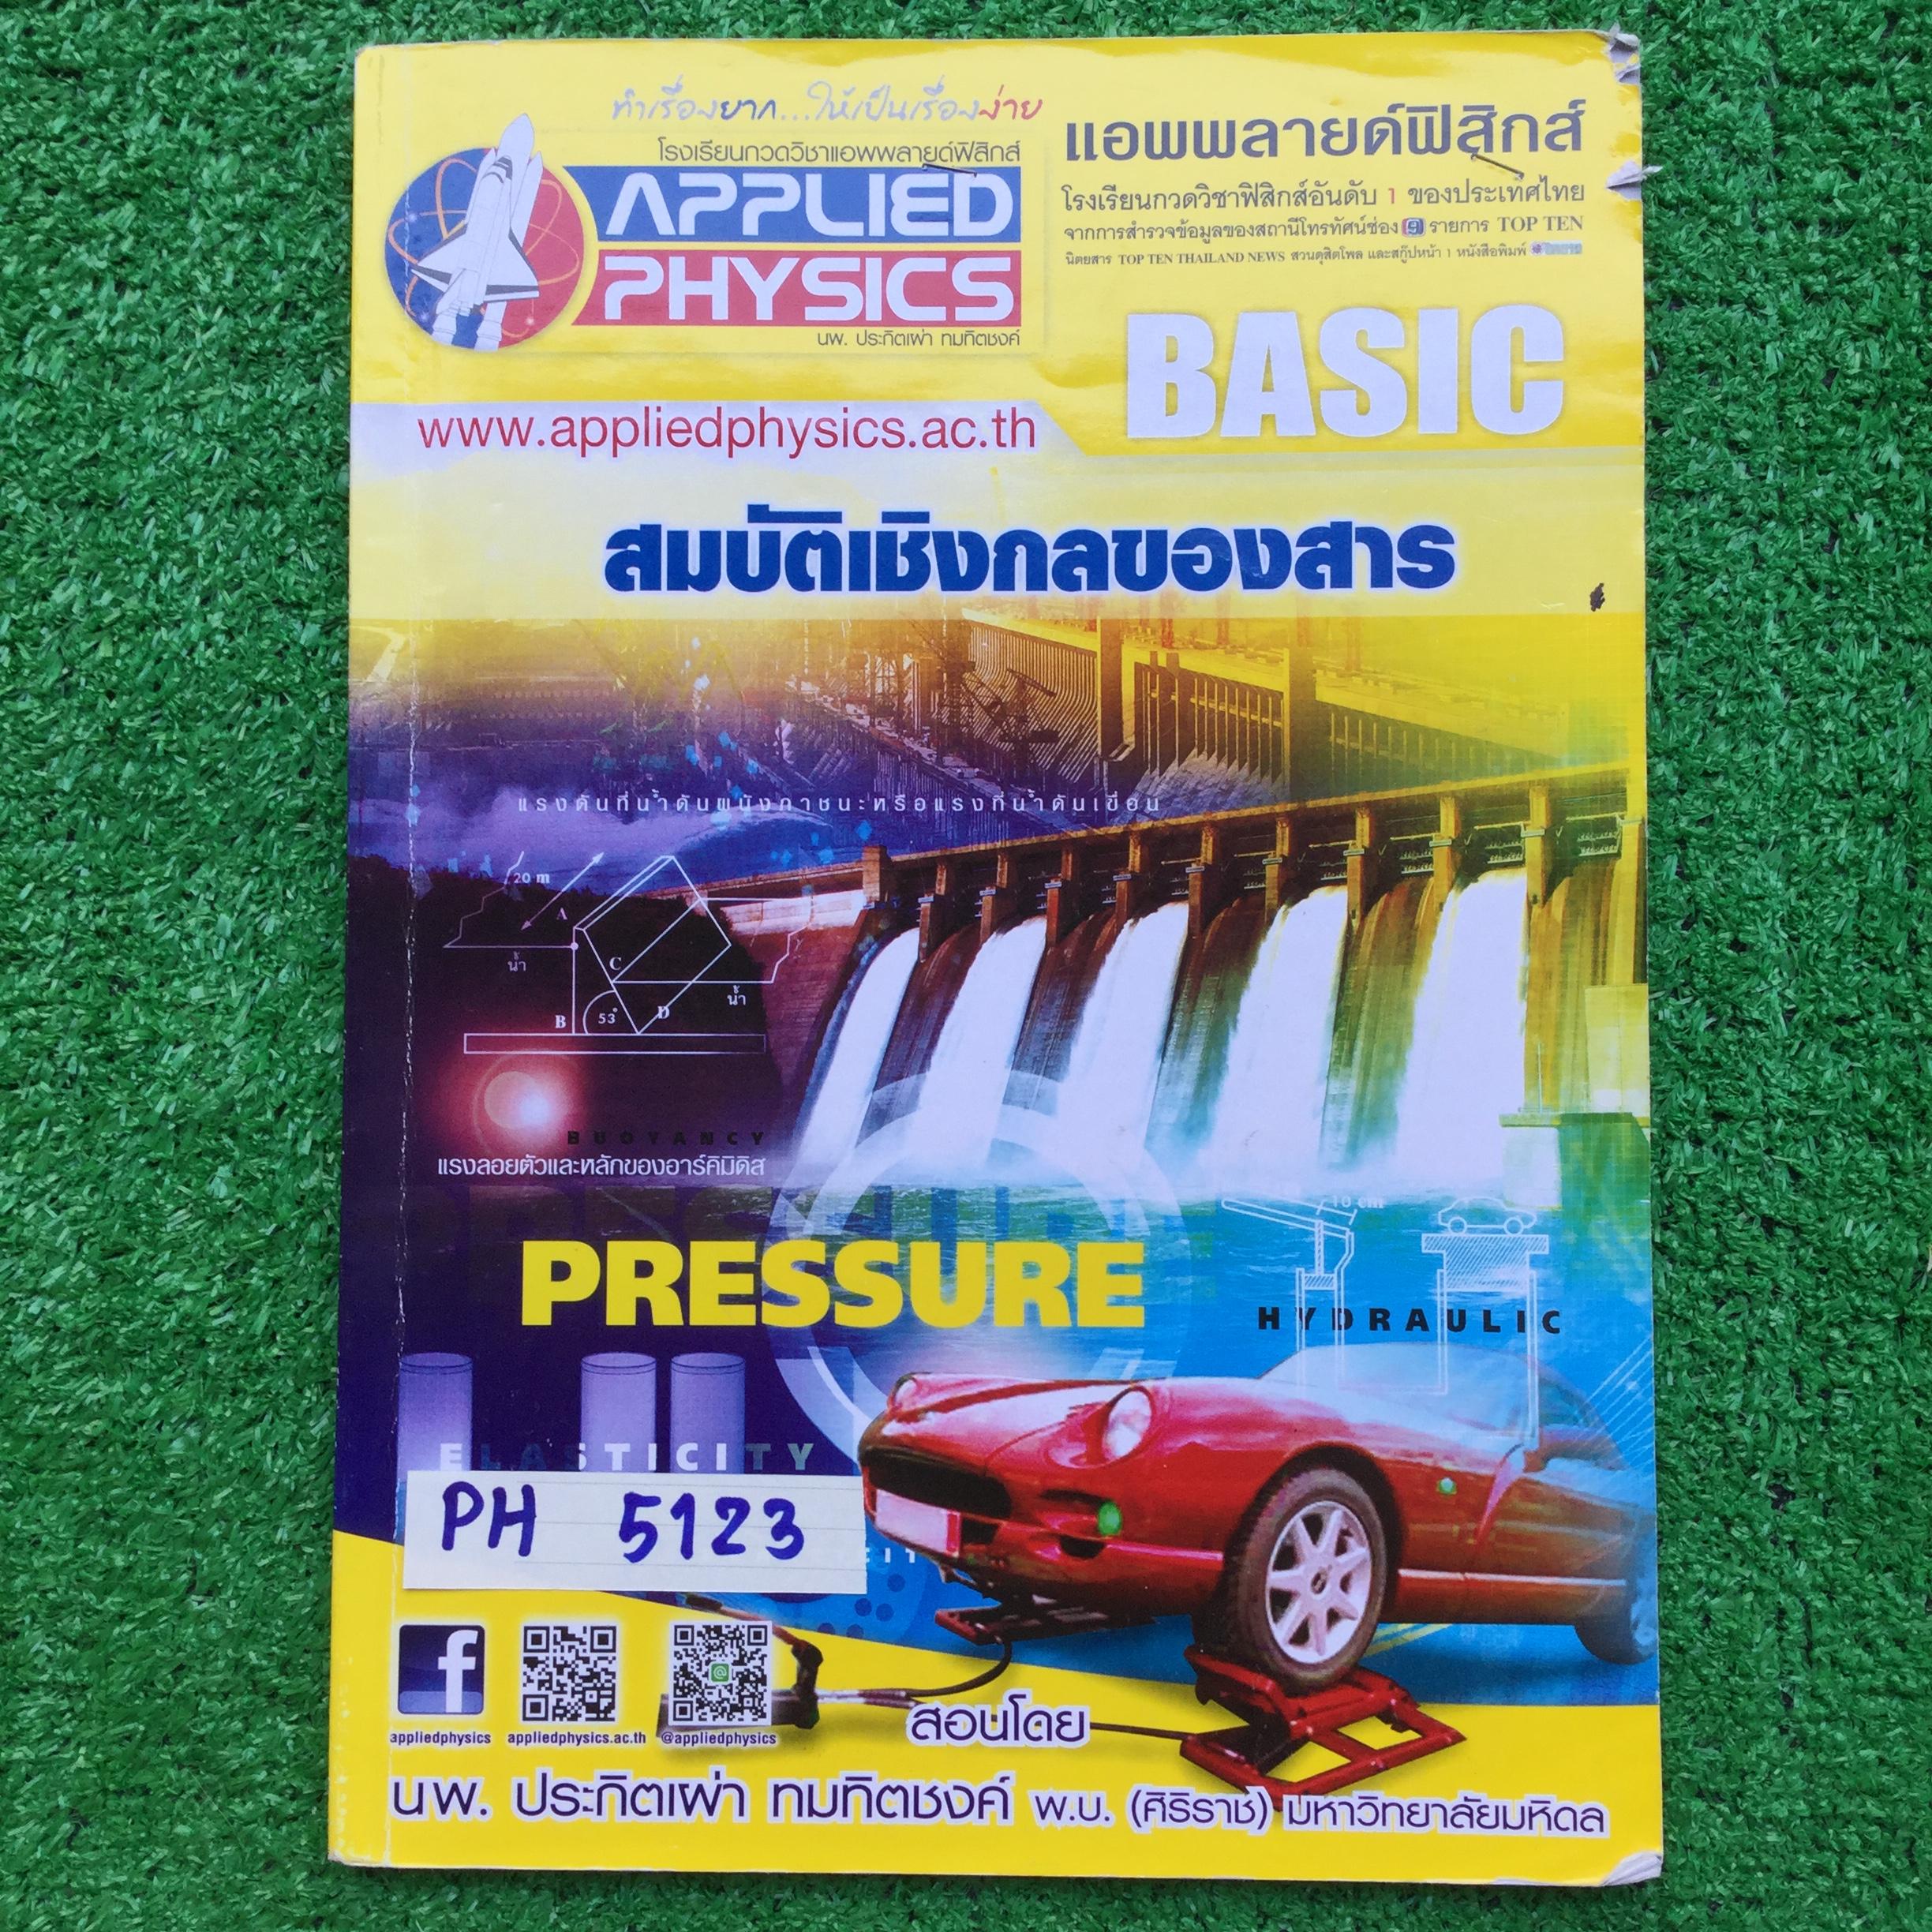 ทำเรื่องยาก...ให้เป็นเรื่องง่าย
โรงเรียนกวดวิชาแอพพลายด์ฟิสิกส์
APPLIED
PHYSICS
นพ. ประกิตเผ่า ทมทิตชงค์
แอพพลายด์ฟิสิกส์
โรงเรียนกวดวิชาฟิสิกส์อันดับ 1 ของประเทศไทย
จากการสำรวจข้อมูลของสถานีโทรทัศน์ช่อง 9 รายการ TOP TEN
นิตยสาร TOP TEN THAILAND NEWS สวนดุสิตโพล และสกู๊ปหน้า 1 หนังสือพิมพ์
BASIC
www.appliedphysics.ac.th
สมบัติเชิงกลของสาร
แรงดันที่น้ำดันผนังภาชนะหรือแรงที่น้ำดันเขื่อน
20 m
A
น้ำ
C
น้ำ
B
53°
D
BUOYANCY
แรงลอยตัวและหลักของอาร์คิมิดิส
10 cm
PRESSURE
HYDRAULIC
ELASTICITY
PH 5123
appliedphysics
appliedphysics.ac.th
@appliedphysics
สอนโดย
นพ. ประกิตเผ่า ทมทิตชงค์ พ.บ. (ศิริราช) มหาวิทยาลัยมหิดล